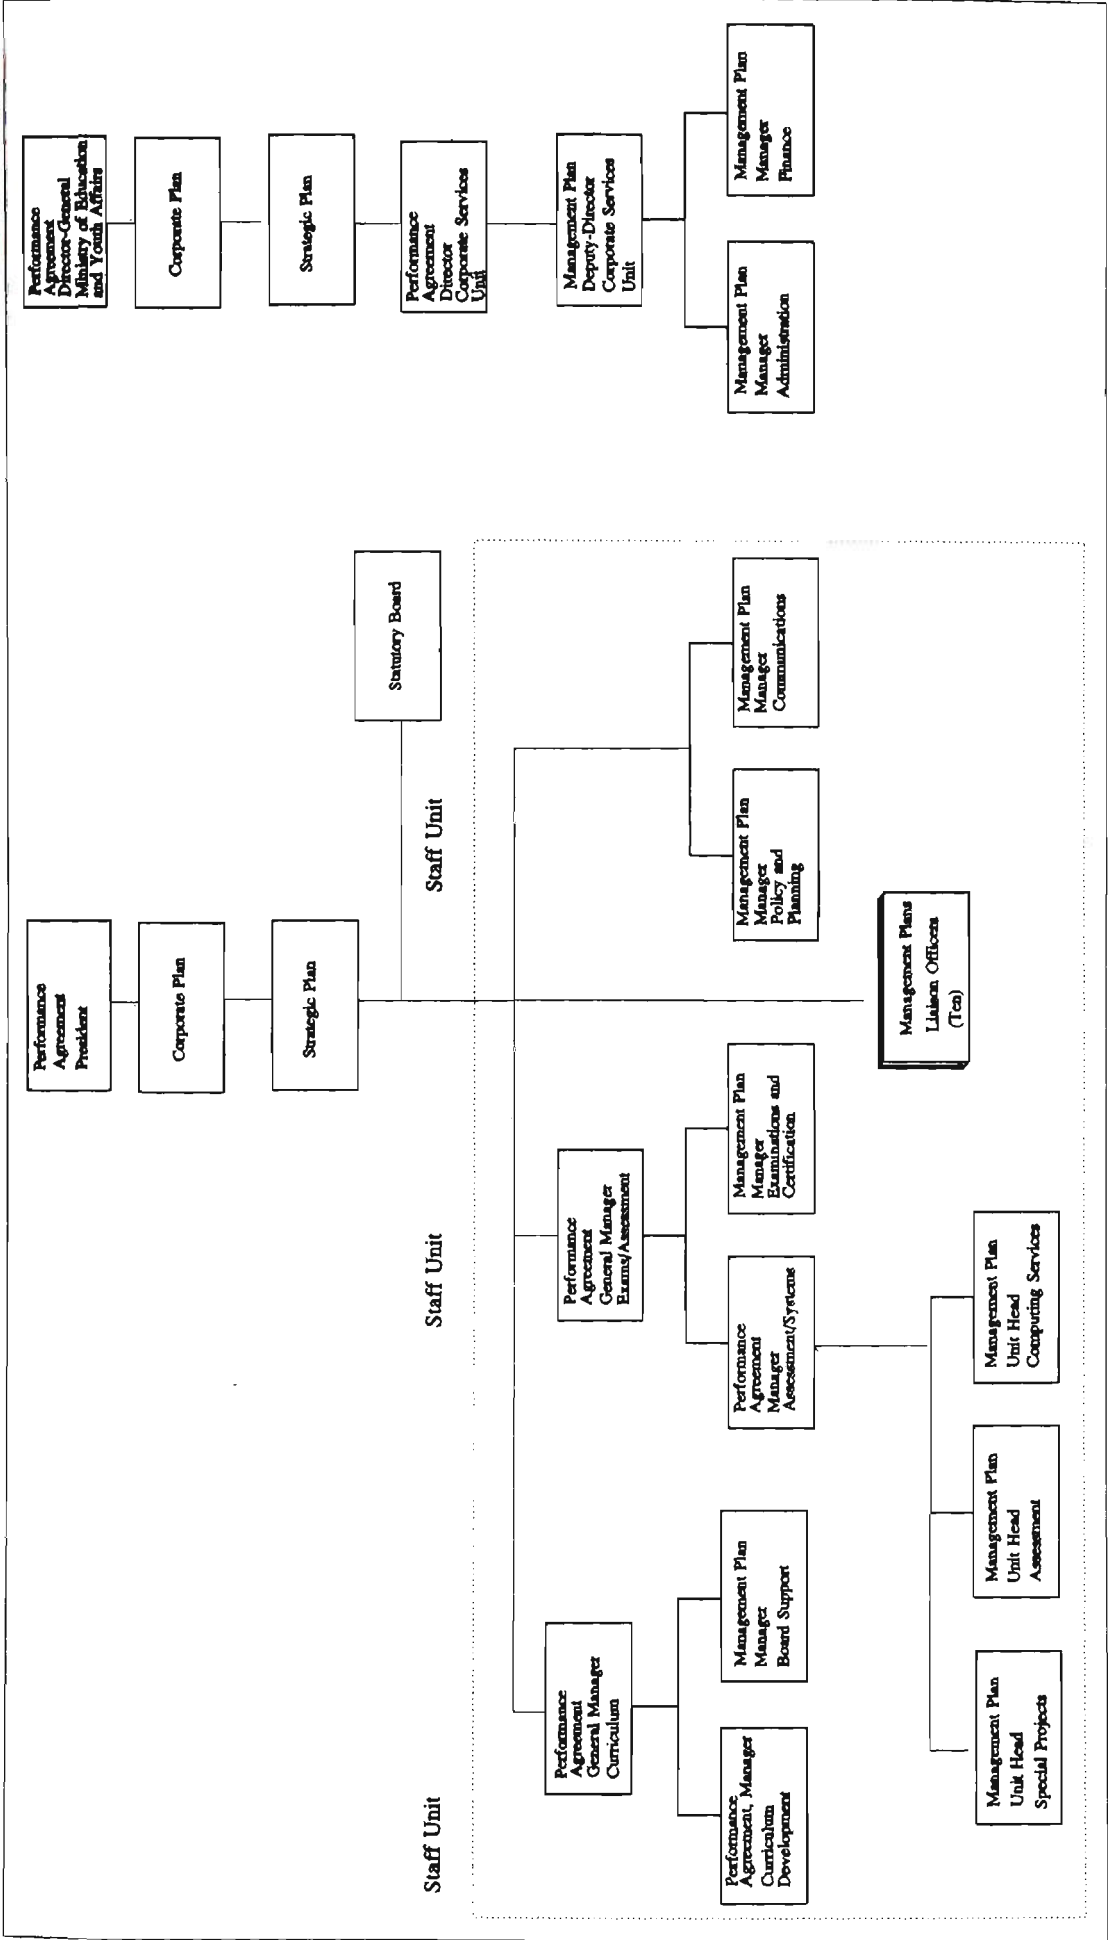 Performance
Agreement
President
Corporate Plan
Strategic Plan
Statutory Board
Staff Unit
Staff Unit
Staff Unit
Performance
Agreement
General Manager
Curriculum
Performance
Agreement, Manager
Curriculum
Development
Management Plan
Manager
Board Support
Performance
Agreement
General Manager
Exams/Assessment
Performance
Agreement
Manager
Assessment/Systems
Management Plan
Manager
Examinations and
Certification
Management Plan
Unit Head
Special Projects
Management Plan
Unit Head
Assessment
Management Plan
Unit Head
Computing Services
Management Plans
Liaison Officers
(Ten)
Management Plan
Manager
Policy and
Planning
Management Plan
Manager
Communications
Performance
Agreement
Director-General
Ministry of Education
and Youth Affairs
Corporate Plan
Strategic Plan
Performance
Agreement
Director
Corporate Services
Unit
Management Plan
Deputy-Director
Corporate Services
Unit
Management Plan
Manager
Administration
Management Plan
Manager
Finance